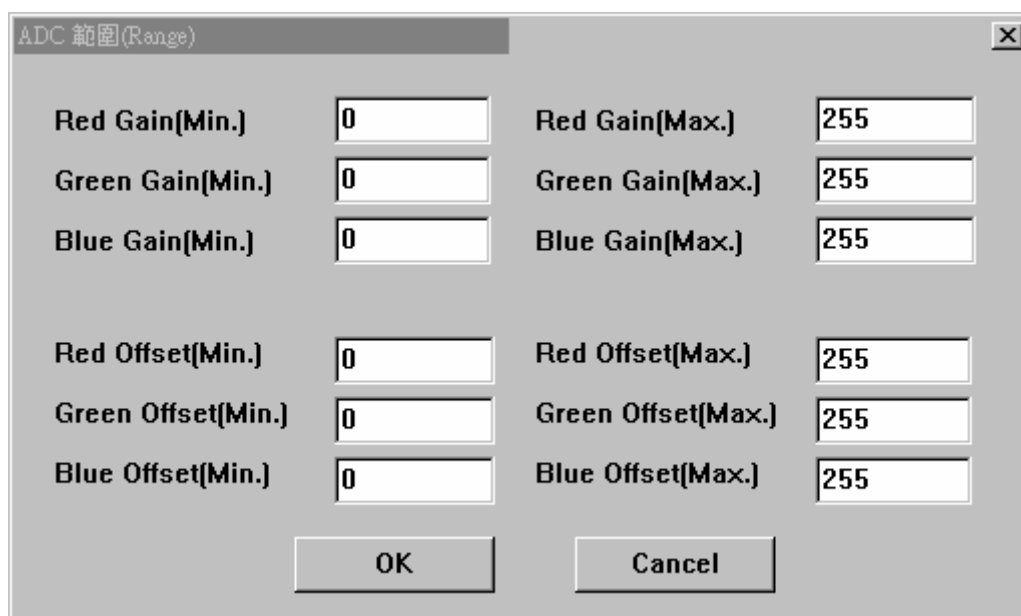 ADC 範圍(Range)
Red Gain(Min.) 0 Red Gain(Max.) 255
Green Gain(Min.) 0 Green Gain(Max.) 255
Blue Gain(Min.) 0 Blue Gain(Max.) 255
Red Offset(Min.) 0 Red Offset(Max.) 255
Green Offset(Min.) 0 Green Offset(Max.) 255
Blue Offset(Min.) 0 Blue Offset(Max.) 255
OK Cancel